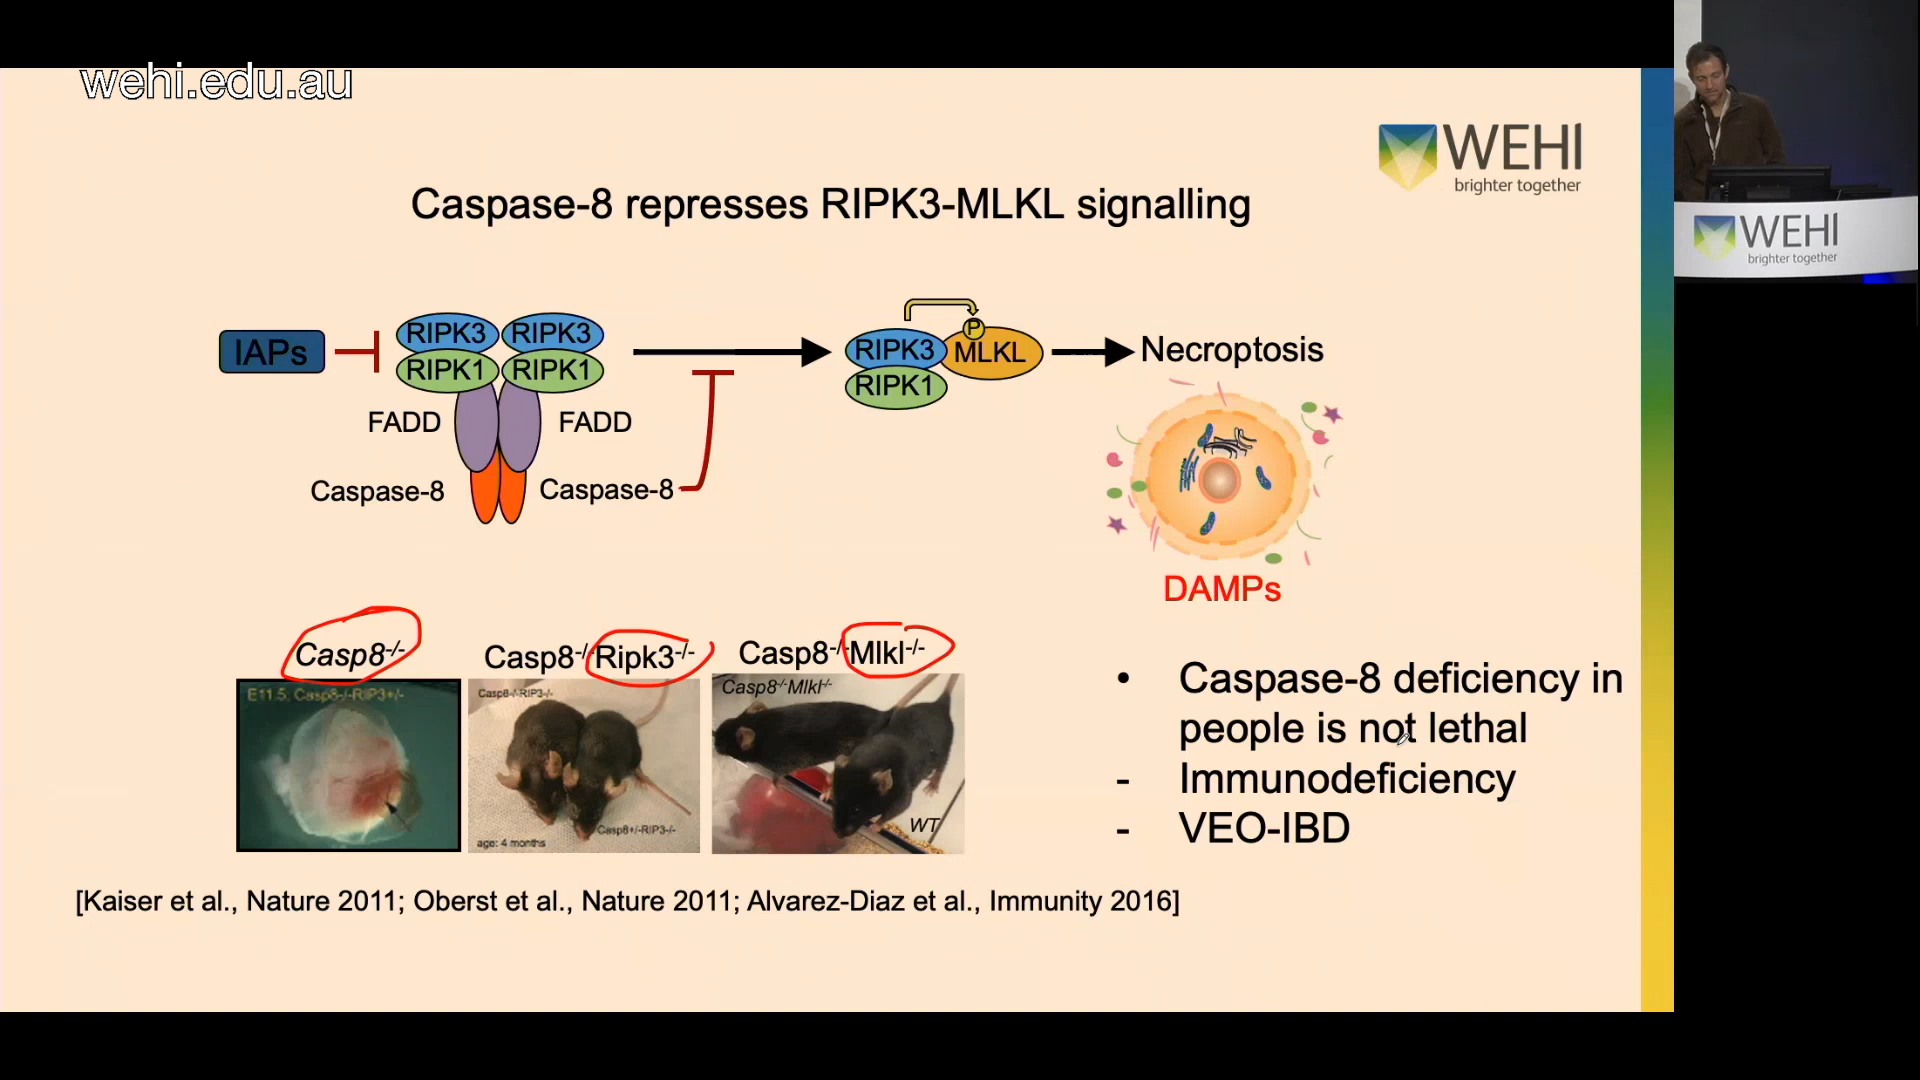 wehi.edu.au
WEHI
brighter together
Caspase-8 represses RIPK3-MLKL signalling
IAPs
RIPK3 RIPK3
RIPK1 RIPK1
FADD FADD
Caspase-8 Caspase-8
P
RIPK3 MLKL
RIPK1
Necroptosis
DAMPs
Casp8-/-
Casp8-/-Ripk3-/-
Casp8-/-Mlkl-/-
E11.5, Casp8-/-RIP3+/-
Casp8-/-RIP3-/-
Casp8+/-RIP3-/-
age: 4 months
Casp8-/-Mlkl-/-
WT
• Caspase-8 deficiency in
people is not lethal
- Immunodeficiency
- VEO-IBD
[Kaiser et al., Nature 2011; Oberst et al., Nature 2011; Alvarez-Diaz et al., Immunity 2016]
WEHI
brighter together